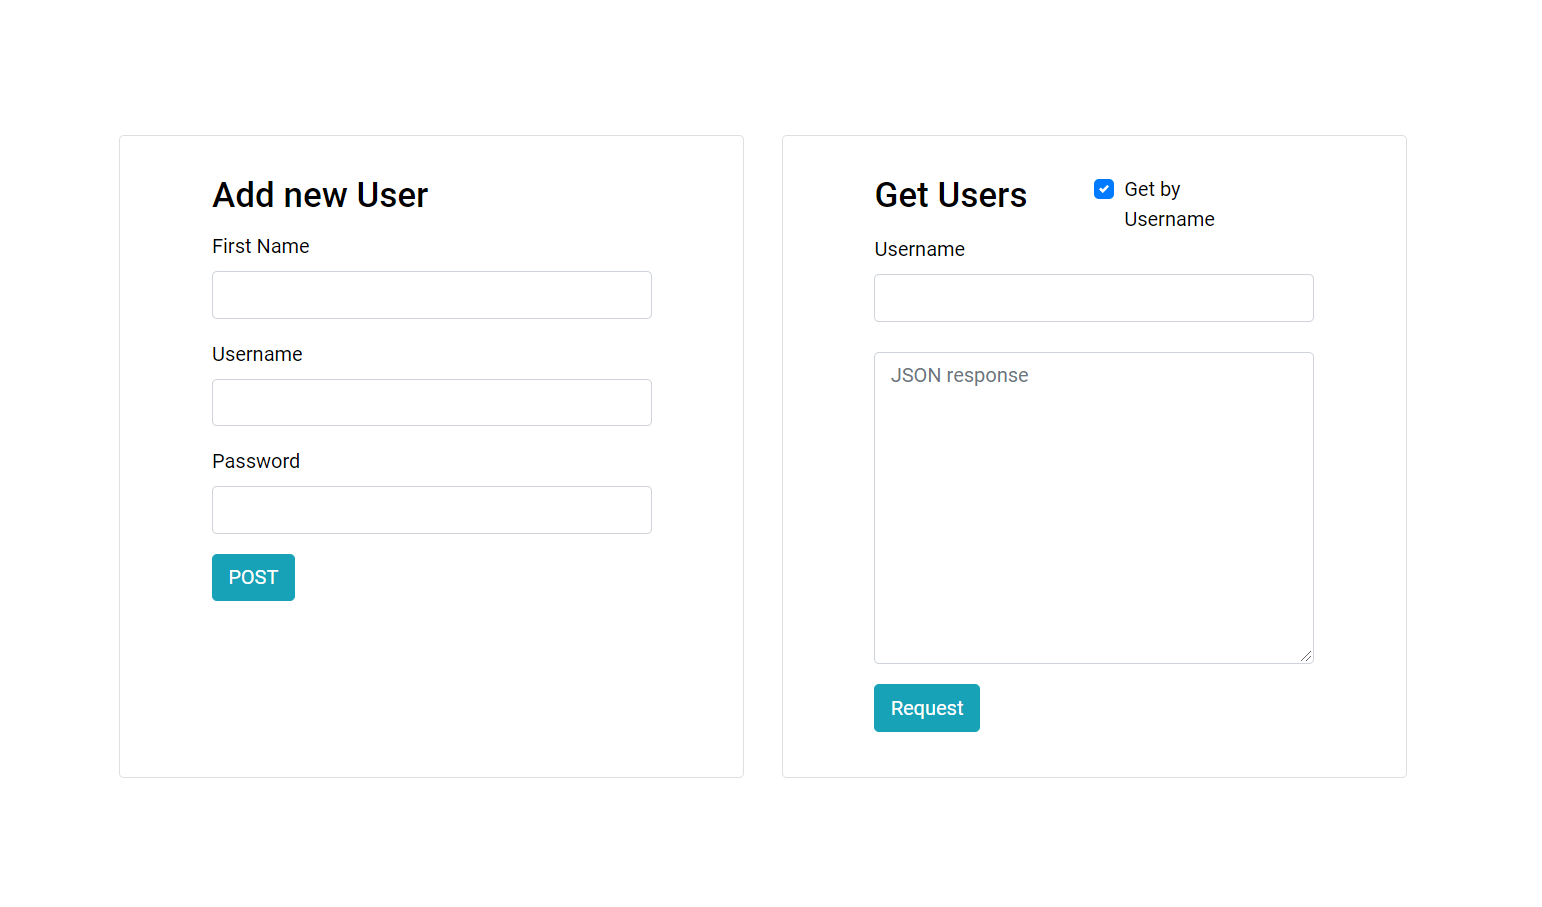 Add new User
First Name
Username
Password
POST
Get Users
Get by
Username
Username
JSON response
Request